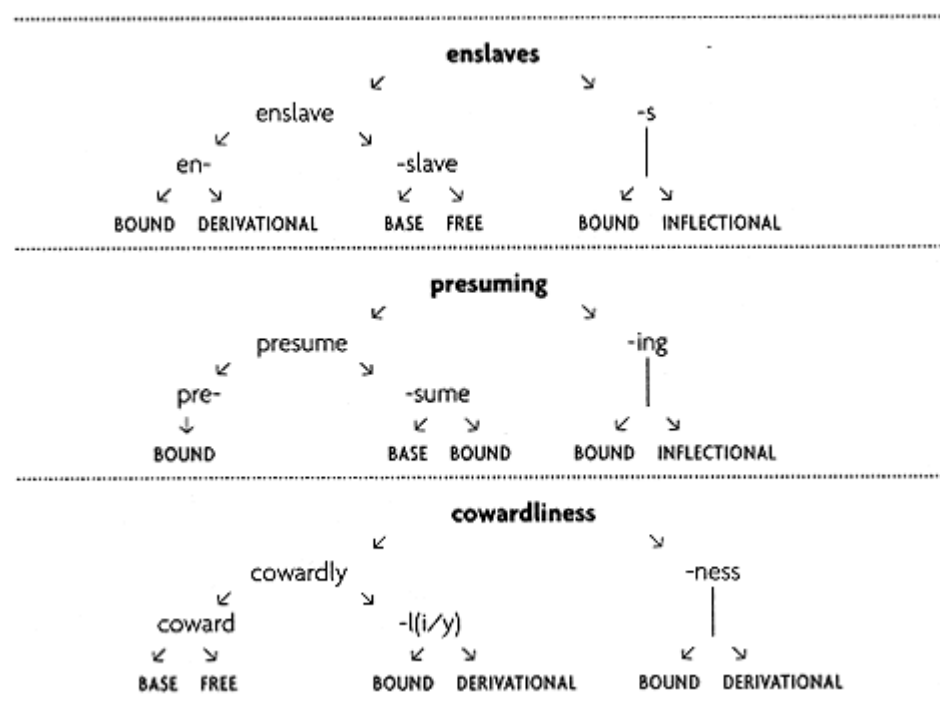 enslaves
enslave -s
en- -slave
BOUND DERIVATIONAL BASE FREE BOUND INFLECTIONAL
presuming
presume -ing
pre- -sume
BOUND BASE BOUND BOUND INFLECTIONAL
cowardliness
cowardly -ness
coward -l(i/y)
BASE FREE BOUND DERIVATIONAL BOUND DERIVATIONAL